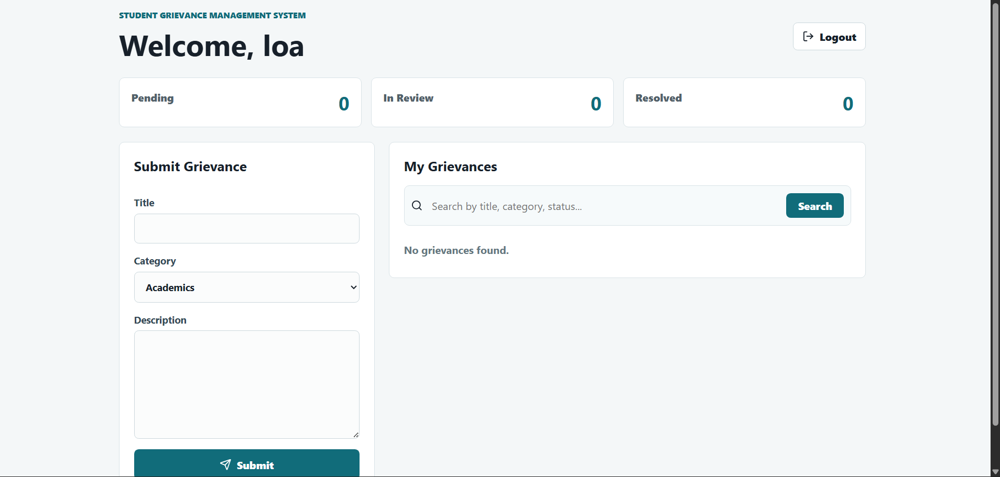 STUDENT GRIEVANCE MANAGEMENT SYSTEM
Welcome, loa
Logout
Pending
0
In Review
0
Resolved
0
Submit Grievance
Title
Category
Academics
Description
Submit
My Grievances
Search by title, category, status...
Search
No grievances found.